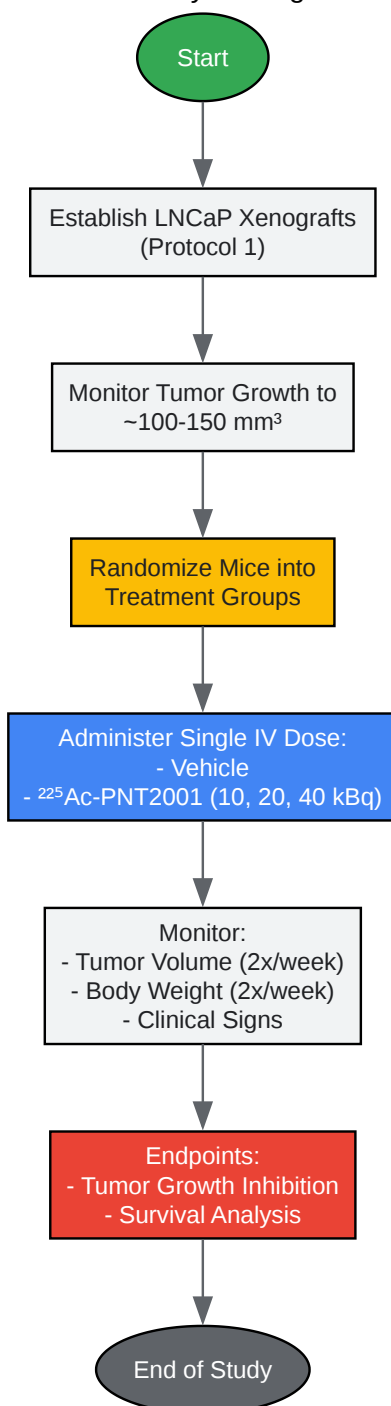 Start
Establish LNCaP Xenografts
(Protocol 1)
Monitor Tumor Growth to
~100-150 mm³
Randomize Mice into
Treatment Groups
Administer Single IV Dose:
- Vehicle
- ²²⁵Ac-PNT2001 (10, 20, 40 kBq)
Monitor:
- Tumor Volume (2x/week)
- Body Weight (2x/week)
- Clinical Signs
Endpoints:
- Tumor Growth Inhibition
- Survival Analysis
End of Study